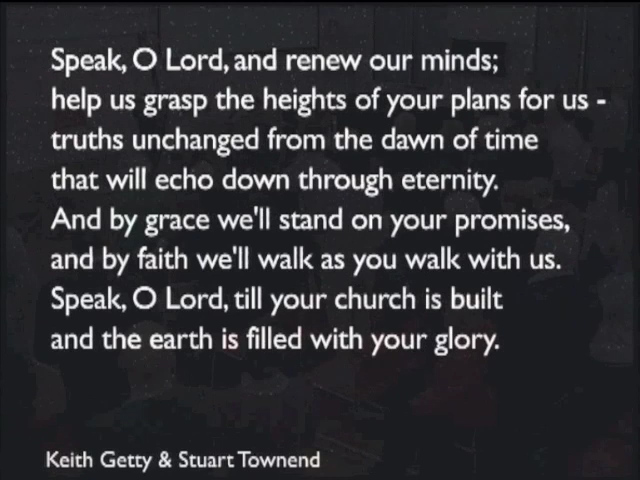 Speak, O Lord, and renew our minds;
help us grasp the heights of your plans for us -
truths unchanged from the dawn of time
that will echo down through eternity.
And by grace we'll stand on your promises,
and by faith we'll walk as you walk with us.
Speak, O Lord, till your church is built
and the earth is filled with your glory.
Keith Getty & Stuart Townend